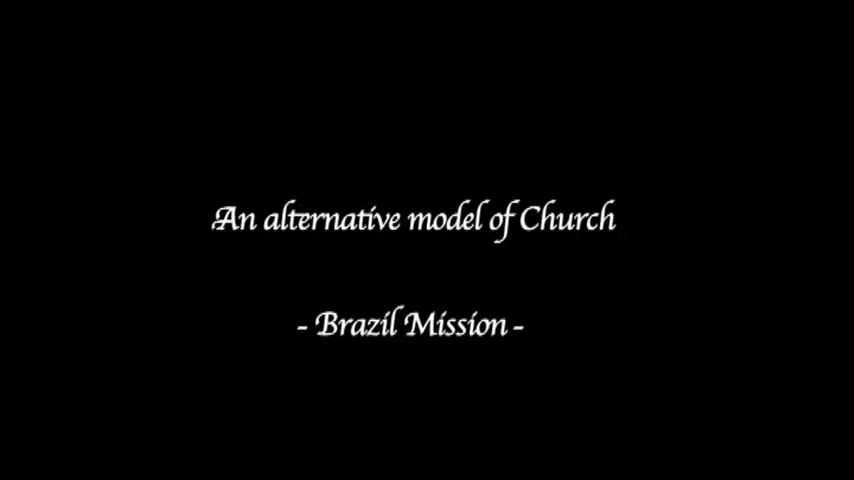 An alternative model of Church
- Brazil Mission -